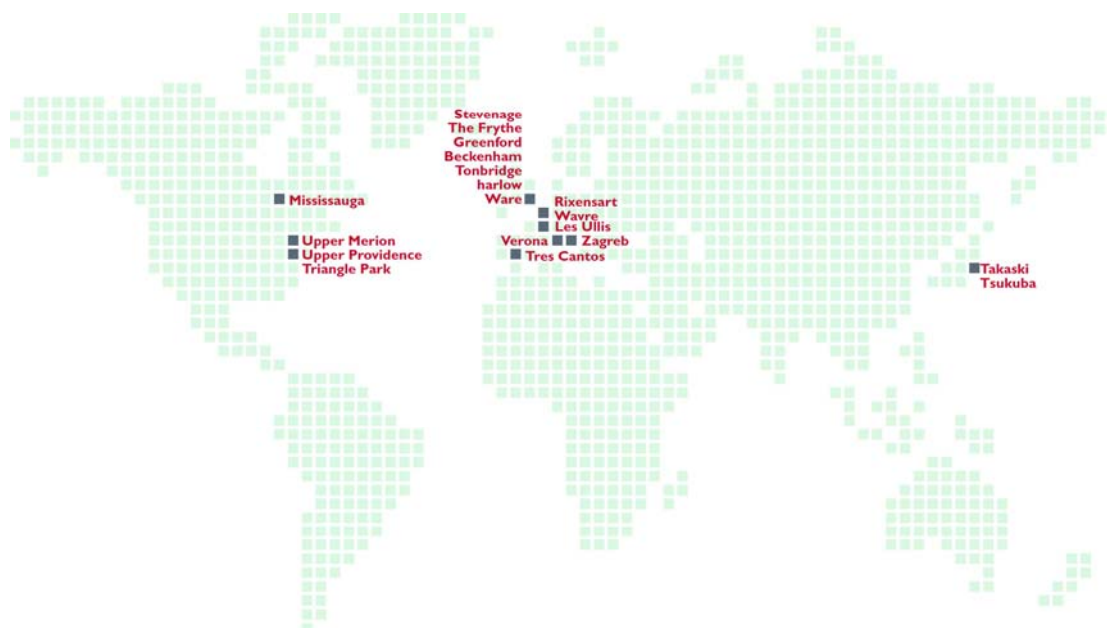 Stevenage
The Frythe
Greenford
Beckenham
Tonbridge
harlow
Ware
Mississauga
Rixensart
Wavre
Les Ullis
Upper Merion
Verona
Zagreb
Upper Providence
Tres Cantos
Triangle Park
Takaski
Tsukuba